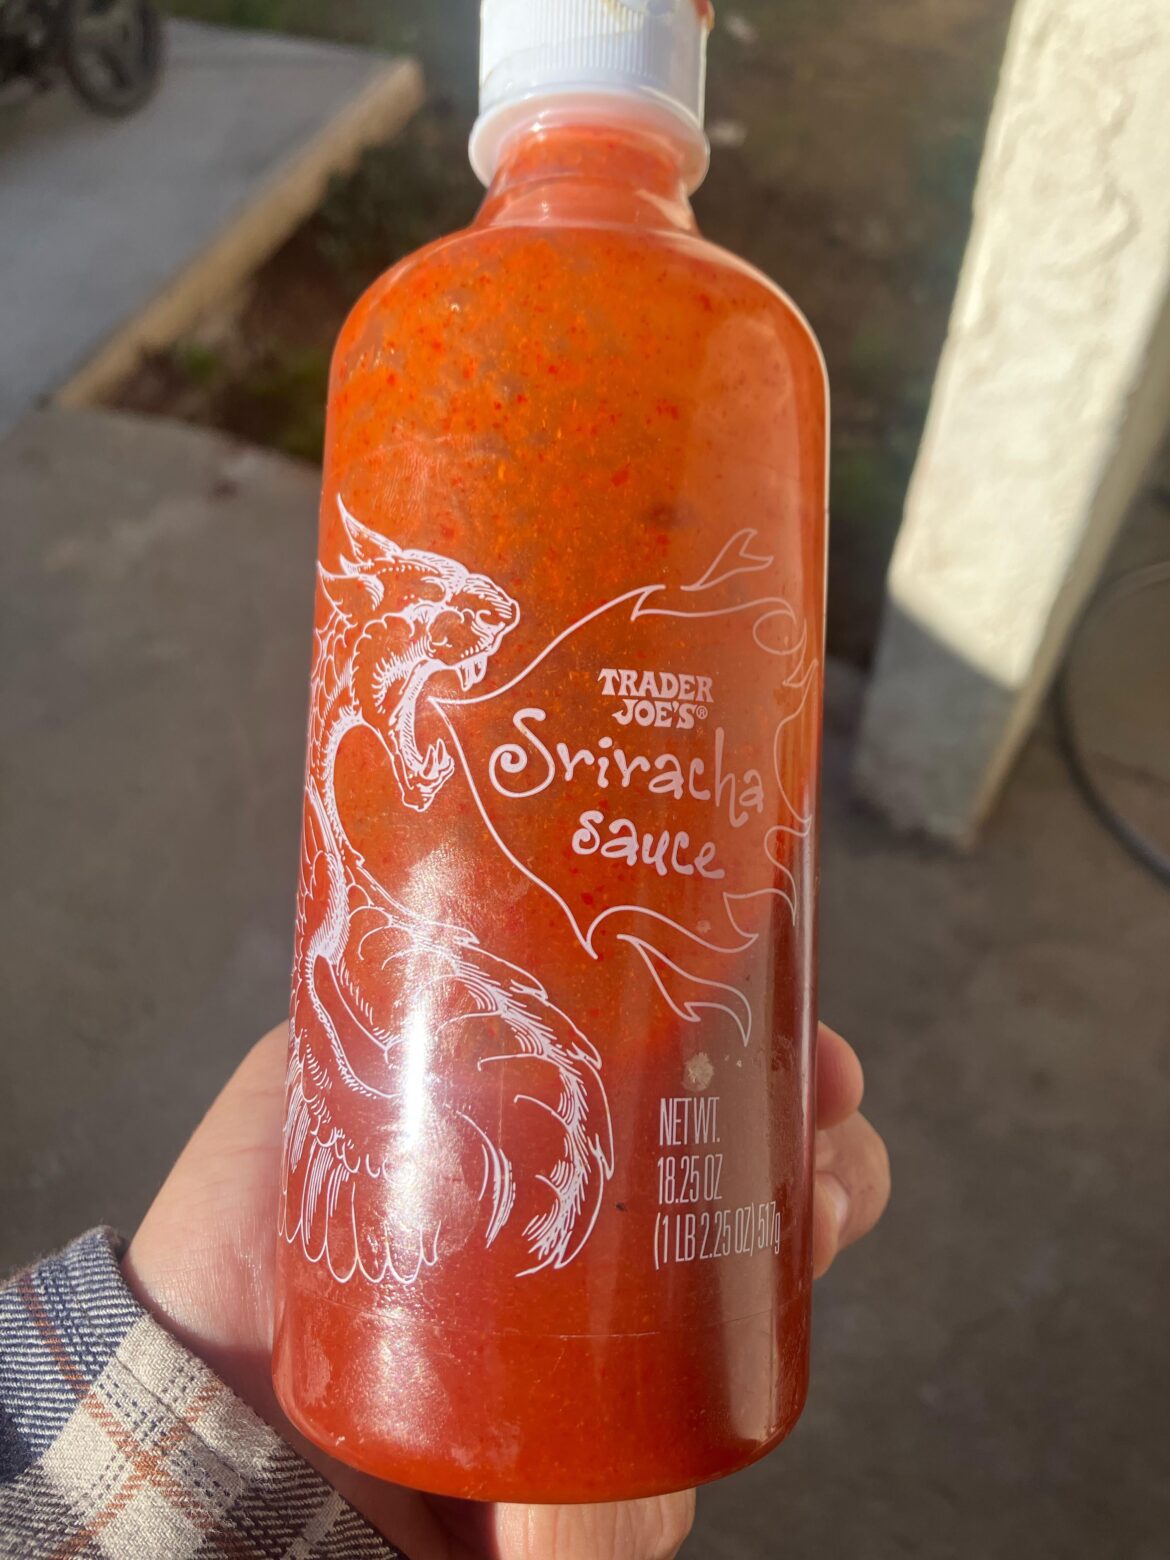 TRADER
JOE'S®
Sriracha
sauce
NET WT.
18.25 OZ
(1 LB 2.25 OZ) 517g